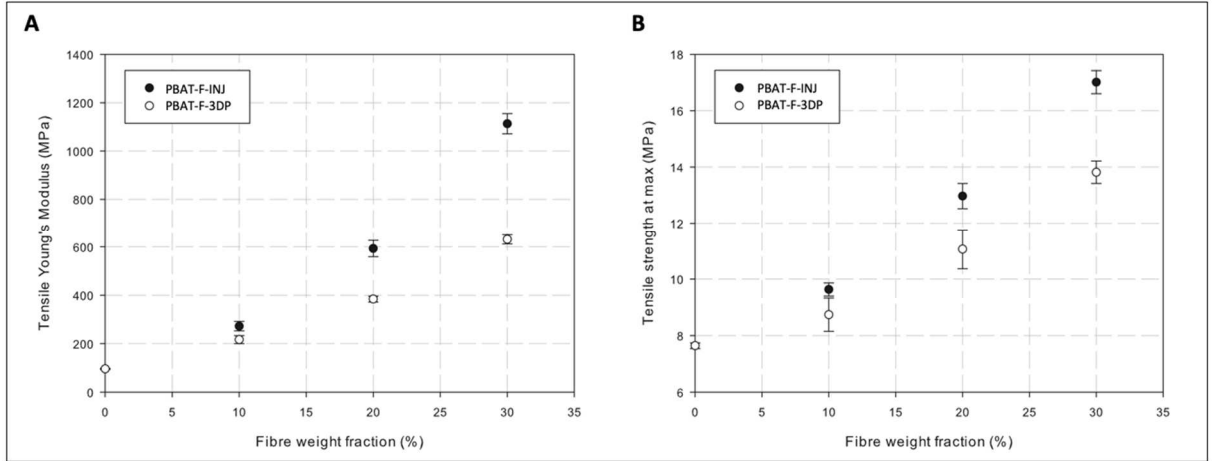 A
Tensile Young's Modulus (MPa)
1400
1200
1000
800
600
400
200
0
PBAT-F-INJ
PBAT-F-3DP
0 5 10 15 20 25 30 35
Fibre weight fraction (%)
B
Tensile strength at max (MPa)
18
16
14
12
10
8
6
PBAT-F-INJ
PBAT-F-3DP
0 5 10 15 20 25 30 35
Fibre weight fraction (%)